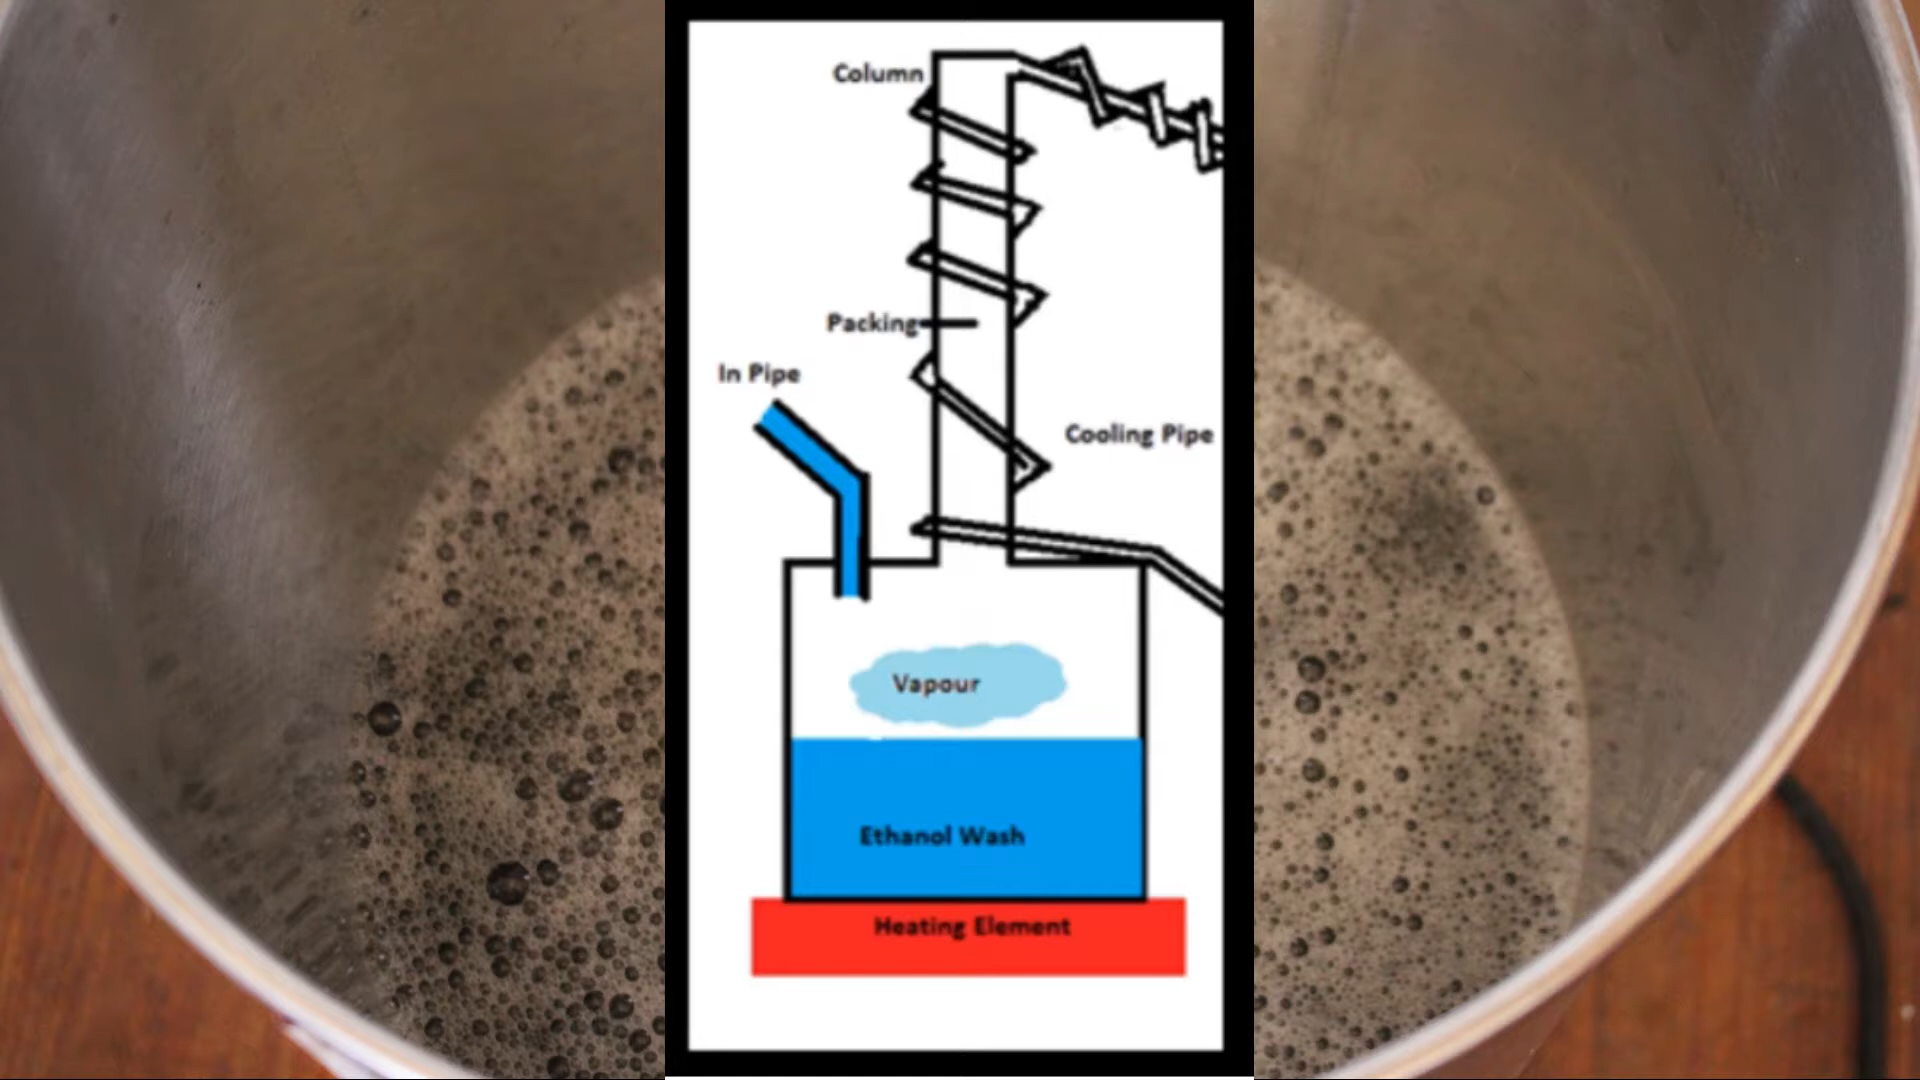 Column
Packing
In Pipe
Cooling Pipe
Vapour
Ethanol Wash
Heating Element